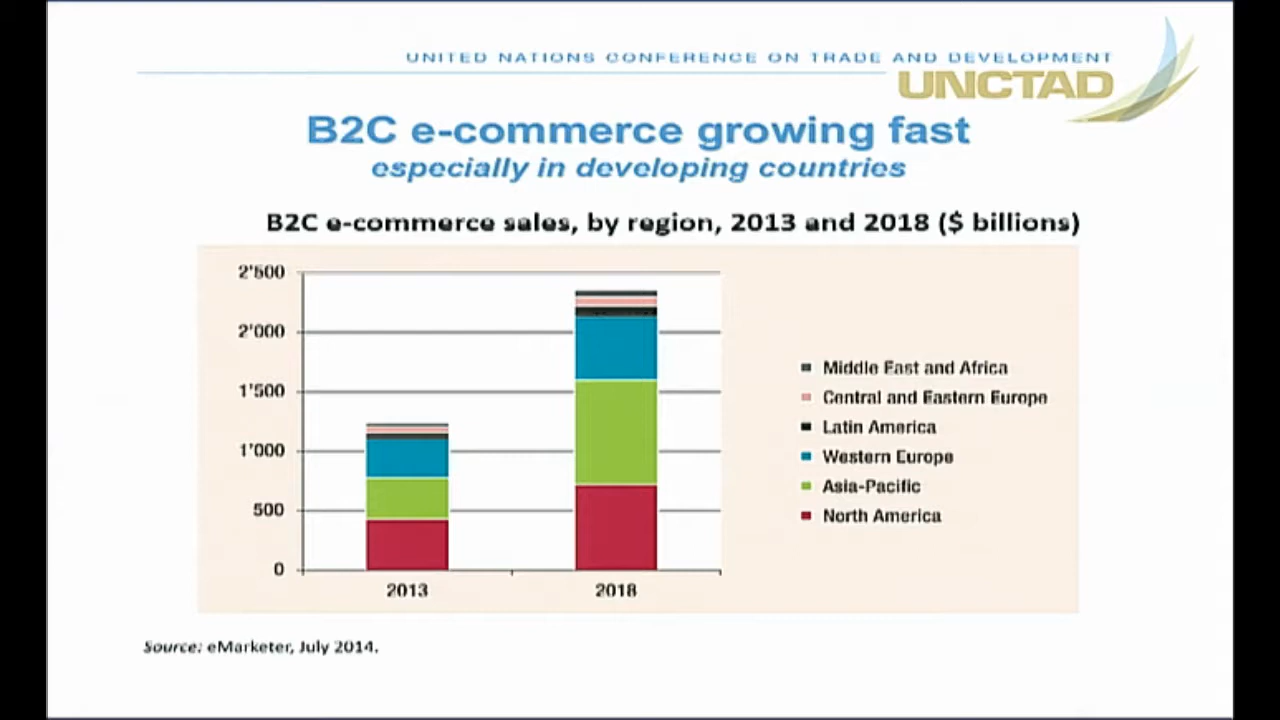 UNITED NATIONS CONFERENCE ON TRADE AND DEVELOPMENT
UNCTAD
B2C e-commerce growing fast
especially in developing countries
B2C e-commerce sales, by region, 2013 and 2018 ($ billions)
2'500
2'000
1'500
1'000
500
0
2013
2018
Middle East and Africa
Central and Eastern Europe
Latin America
Western Europe
Asia-Pacific
North America
Source: eMarketer, July 2014.